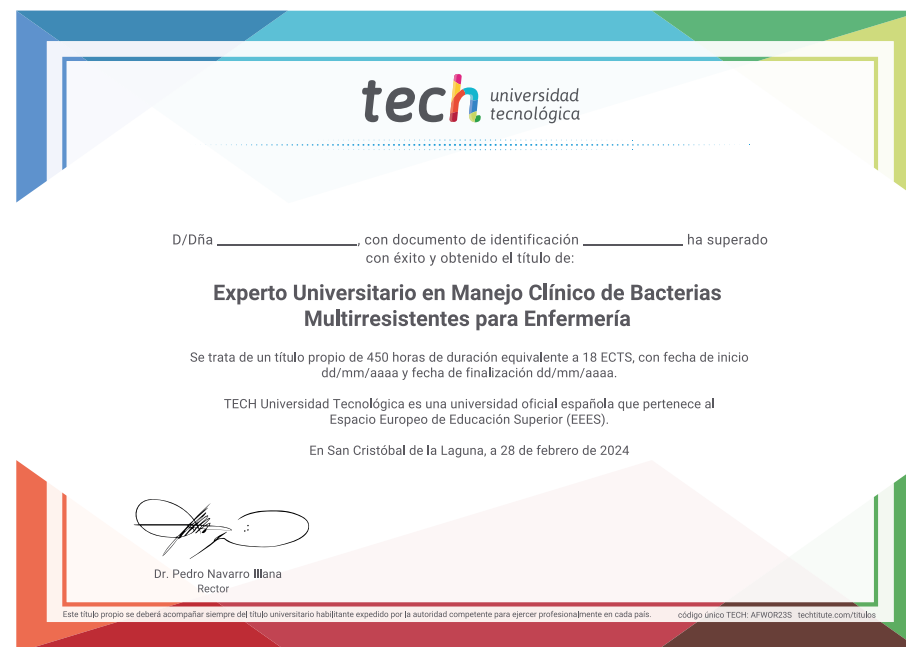 tech universidad
tecnológica
D/Dña ______________, con documento de identificación __________ ha superado
con éxito y obtenido el título de:
Experto Universitario en Manejo Clínico de Bacterias
Multirresistentes para Enfermería
Se trata de un título propio de 450 horas de duración equivalente a 18 ECTS, con fecha de inicio
dd/mm/aaaa y fecha de finalización dd/mm/aaaa.
TECH Universidad Tecnológica es una universidad oficial española que pertenece al
Espacio Europeo de Educación Superior (EEES).
En San Cristóbal de la Laguna, a 28 de febrero de 2024
Dr. Pedro Navarro Illana
Rector
Este título propio se deberá acompañar siempre del título universitario habilitante expedido por la autoridad competente para ejercer profesionalmente en cada país. código único TECH: AFWOR23S techtitute.com/titulos